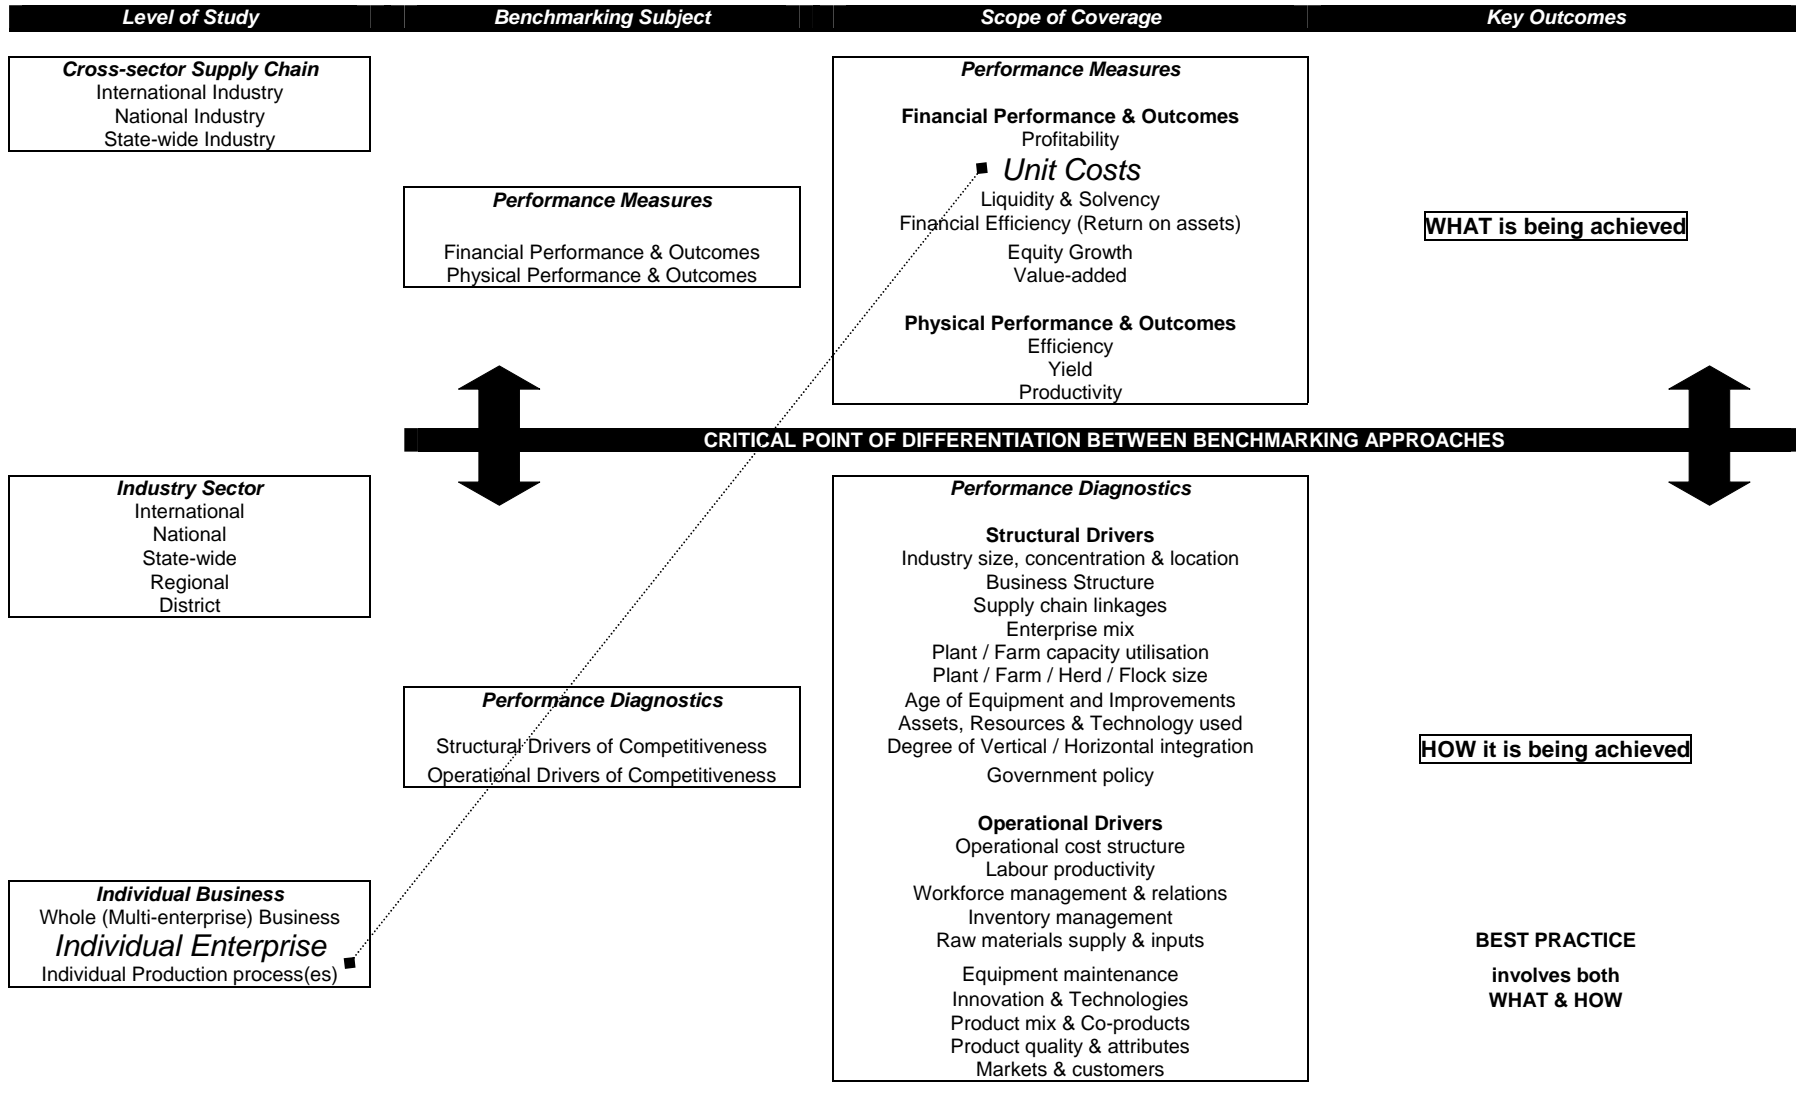 Level of Study
Benchmarking Subject
Scope of Coverage
Key Outcomes
Cross-sector Supply Chain
International Industry
National Industry
State-wide Industry
Performance Measures
Financial Performance & Outcomes
Physical Performance & Outcomes
Performance Measures
Financial Performance & Outcomes
Profitability
Unit Costs
Liquidity & Solvency
Financial Efficiency (Return on assets)
Equity Growth
Value-added
Physical Performance & Outcomes
Efficiency
Yield
Productivity
WHAT is being achieved
CRITICAL POINT OF DIFFERENTIATION BETWEEN BENCHMARKING APPROACHES
Industry Sector
International
National
State-wide
Regional
District
Performance Diagnostics
Structural Drivers of Competitiveness
Operational Drivers of Competitiveness
Performance Diagnostics
Structural Drivers
Industry size, concentration & location
Business Structure
Supply chain linkages
Enterprise mix
Plant / Farm capacity utilisation
Plant / Farm / Herd / Flock size
Age of Equipment and Improvements
Assets, Resources & Technology used
Degree of Vertical / Horizontal integration
Government policy
Operational Drivers
Operational cost structure
Labour productivity
Workforce management & relations
Inventory management
Raw materials supply & inputs
Equipment maintenance
Innovation & Technologies
Product mix & Co-products
Product quality & attributes
Markets & customers
HOW it is being achieved
Individual Business
Whole (Multi-enterprise) Business
Individual Enterprise
Individual Production process(es)
BEST PRACTICE
involves both
WHAT & HOW